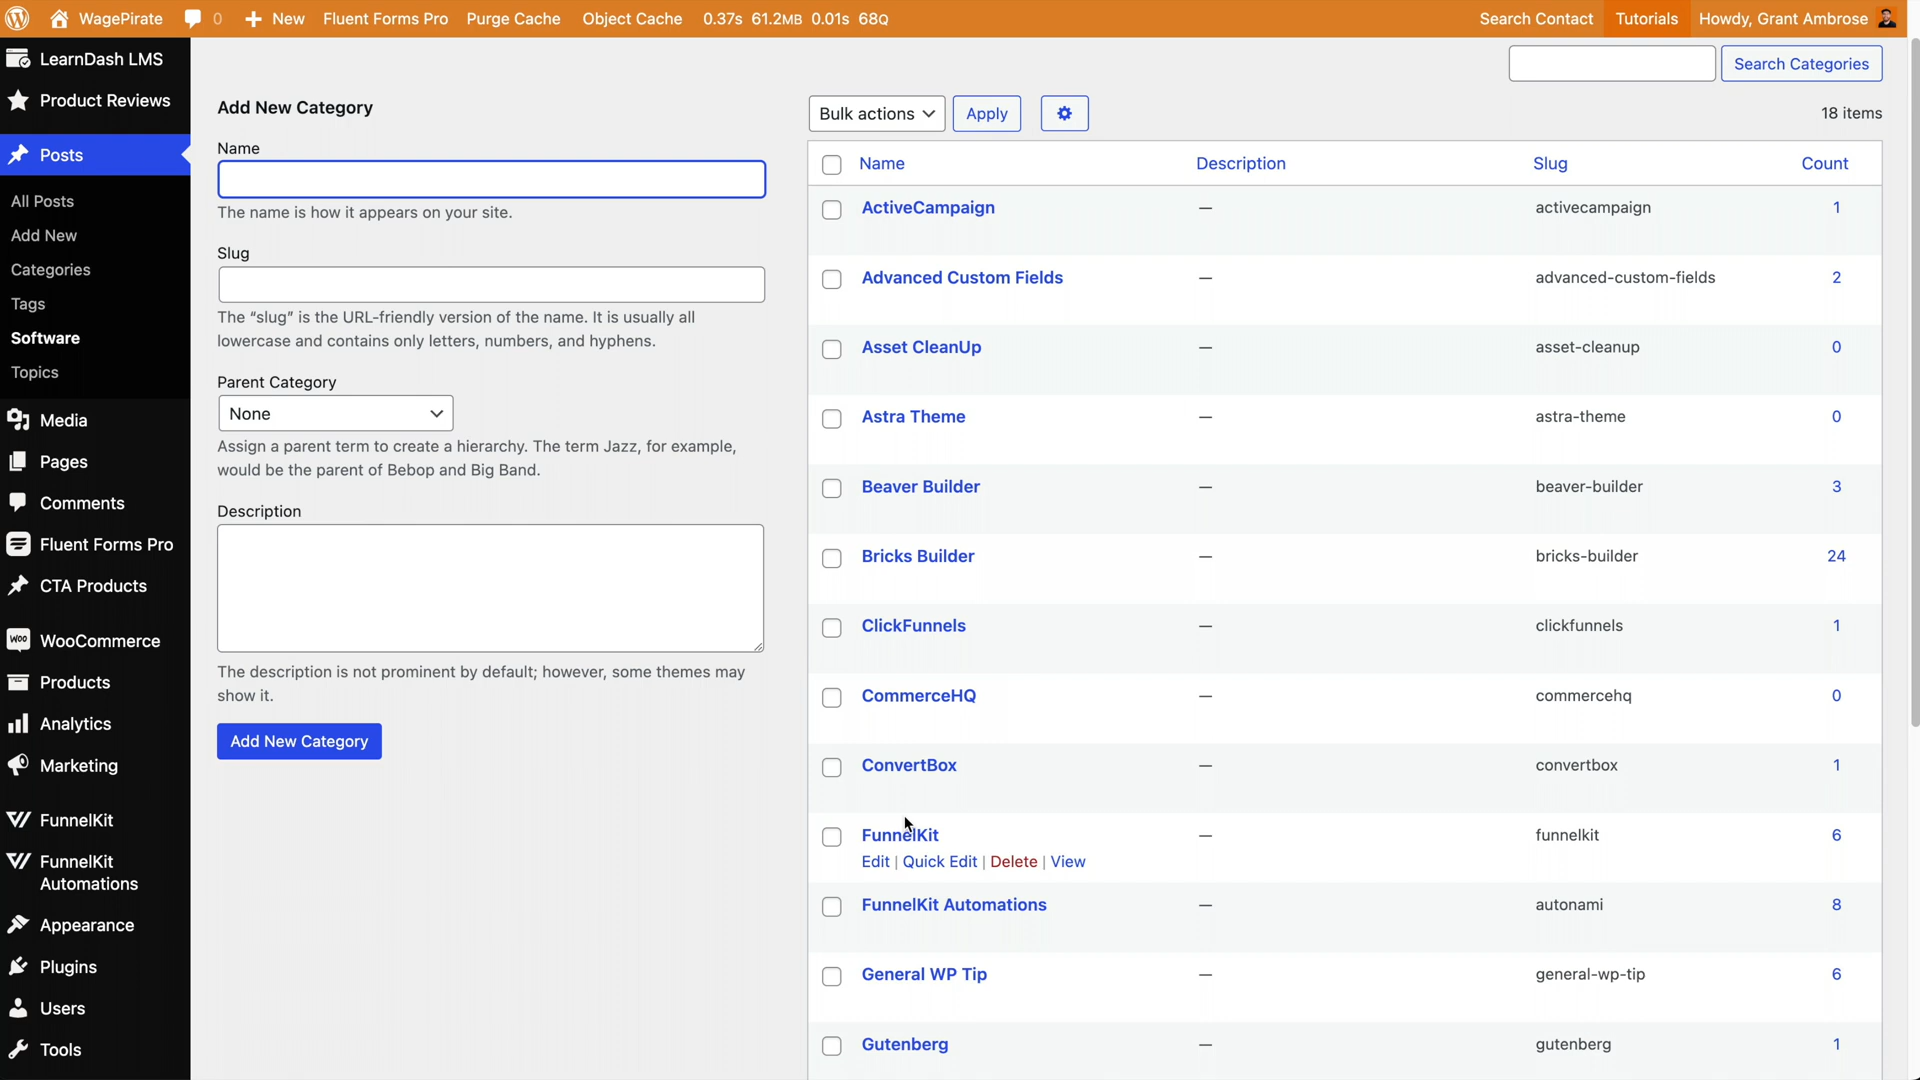 WagePirate 0 New Fluent Forms Pro Purge Cache Object Cache 0.37s 61.2MB 0.01s 68Q Search Contact Tutorials Howdy, Grant Ambrose
LearnDash LMS
Product Reviews
Posts
All Posts
Add New
Categories
Tags
Software
Topics
Media
Pages
Comments
Fluent Forms Pro
CTA Products
WooCommerce
Products
Analytics
Marketing
FunnelKit
FunnelKit
Automations
Appearance
Plugins
Users
Tools
Add New Category
Name
The name is how it appears on your site.
Slug
The “slug” is the URL-friendly version of the name. It is usually all
lowercase and contains only letters, numbers, and hyphens.
Parent Category
None
Assign a parent term to create a hierarchy. The term Jazz, for example,
would be the parent of Bebop and Big Band.
Description
The description is not prominent by default; however, some themes may
show it.
Add New Category
Search Categories
Bulk actions Apply 18 items
Name Description Slug Count
ActiveCampaign — activecampaign 1
Advanced Custom Fields — advanced-custom-fields 2
Asset CleanUp — asset-cleanup 0
Astra Theme — astra-theme 0
Beaver Builder — beaver-builder 3
Bricks Builder — bricks-builder 24
ClickFunnels — clickfunnels 1
CommerceHQ — commercehq 0
ConvertBox — convertbox 1
FunnelKit — funnelkit 6
Edit | Quick Edit | Delete | View
FunnelKit Automations — autonami 8
General WP Tip — general-wp-tip 6
Gutenberg — gutenberg 1